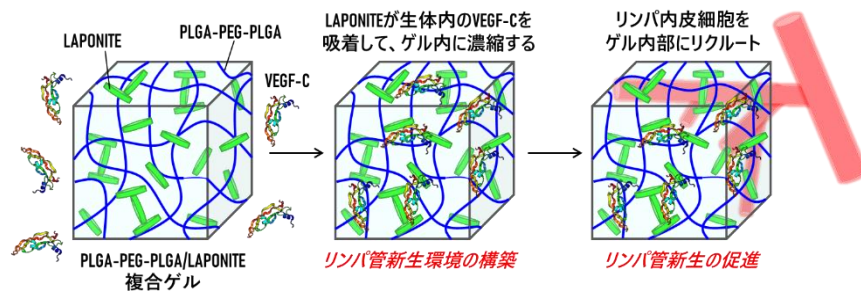 LAPONITE
PLGA-PEG-PLGA
VEGF-C
PLGA-PEG-PLGA/LAPONITE
複合ゲル
LAPONITEが生体内のVEGF-Cを
吸着して、ゲル内に濃縮する
リンパ管新生環境の構築
リンパ内皮細胞を
ゲル内部にリクルート
リンパ管新生の促進